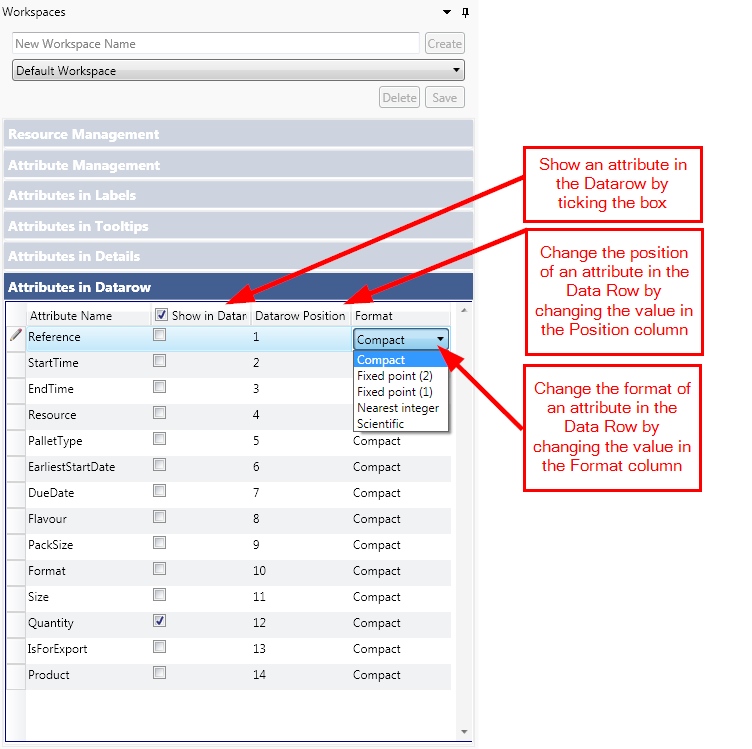 Workspaces
New Workspace Name
Create
Default Workspace
Delete
Save
Resource Management
Attribute Management
Attributes in Labels
Attributes in Tooltips
Attributes in Details
Attributes in Datarow
Attribute Name Show in Datar Datarow Position Format
Reference 1 Compact
Compact
Fixed point (2)
Fixed point (1)
Nearest integer
Scientific
StartTime 2
EndTime 3
Resource 4
PalletType 5 Compact
EarliestStartDate 6 Compact
DueDate 7 Compact
Flavour 8 Compact
PackSize 9 Compact
Format 10 Compact
Size 11 Compact
Quantity 12 Compact
IsForExport 13 Compact
Product 14 Compact
Show an attribute in
the Datarow by
ticking the box
Change the position
of an attribute in the
Data Row by
changing the value in
the Position column
Change the format of
an attribute in the
Data Row by
changing the value in
the Format column